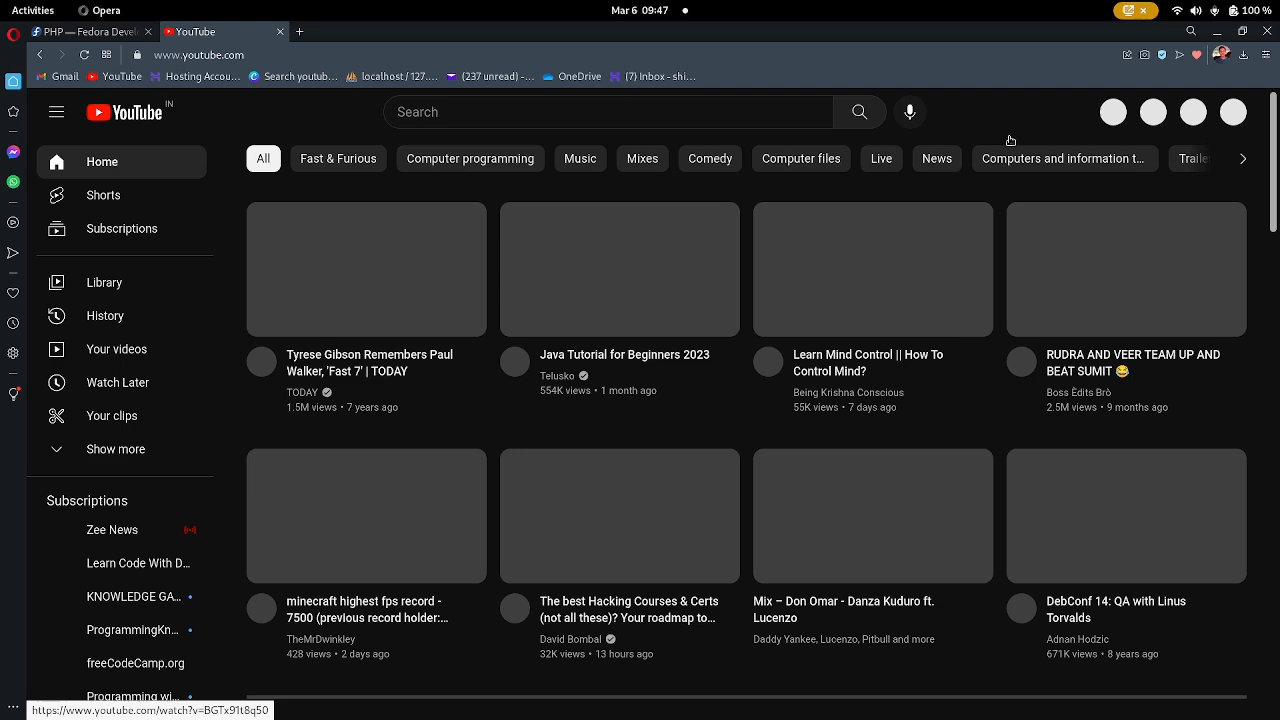 Activities
Opera
Mar 6 09:47
100 %
PHP — Fedora Devel
YouTube
www.youtube.com
Gmail
YouTube
Hosting Accou...
Search youtub...
localhost / 127....
(237 unread) -...
OneDrive
(7) Inbox - shi...
YouTube
IN
Search
All
Fast & Furious
Computer programming
Music
Mixes
Comedy
Computer files
Live
News
Computers and information t...
Traile
Home
Shorts
Subscriptions
Library
History
Your videos
Watch Later
Your clips
Show more
Subscriptions
Zee News
Learn Code With D...
KNOWLEDGE GA...
ProgrammingKn...
freeCodeCamp.org
Programming wi...
Tyrese Gibson Remembers Paul
Walker, 'Fast 7' | TODAY
TODAY
1.5M views • 7 years ago
Java Tutorial for Beginners 2023
Telusko
554K views • 1 month ago
Learn Mind Control || How To
Control Mind?
Being Krishna Conscious
55K views • 7 days ago
RUDRA AND VEER TEAM UP AND
BEAT SUMIT 😂
Boss Èdits Brò
2.5M views • 9 months ago
minecraft highest fps record -
7500 (previous record holder:...
TheMrDwinkley
428 views • 2 days ago
The best Hacking Courses & Certs
(not all these)? Your roadmap to...
David Bombal
32K views • 13 hours ago
Mix – Don Omar - Danza Kuduro ft.
Lucenzo
Daddy Yankee, Lucenzo, Pitbull and more
DebConf 14: QA with Linus
Torvalds
Adnan Hodzic
671K views • 8 years ago
https://www.youtube.com/watch?v=BGTx91t8q50